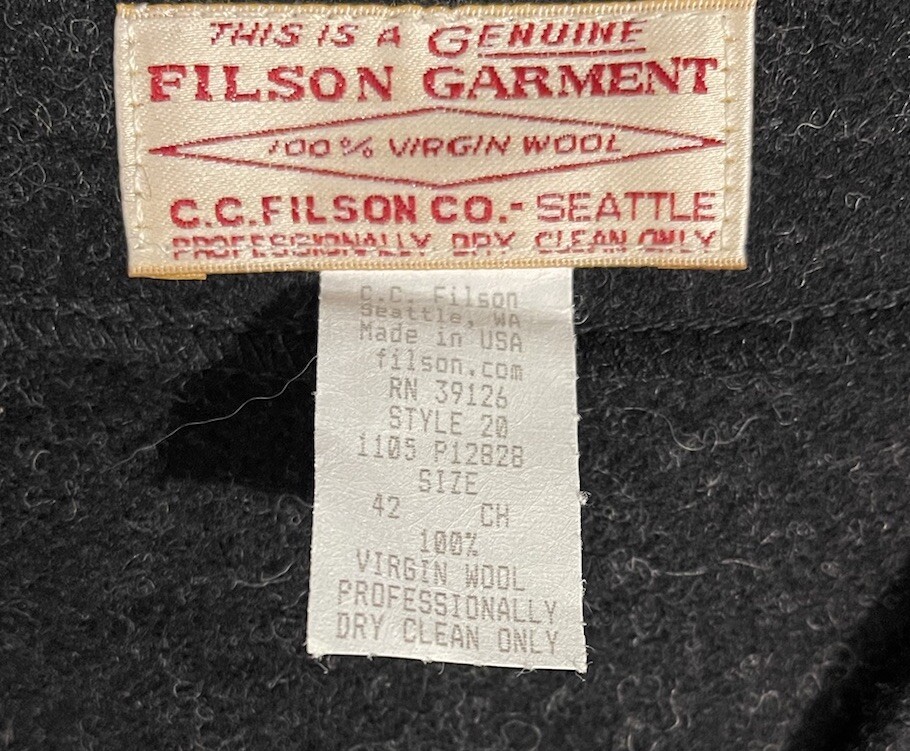 THIS IS A GENUINE
FILSON GARMENT
100% VIRGIN WOOL
C.C.FILSON CO.- SEATTLE
PROFESSIONALLY DRY CLEAN ONLY
C.C. Filson
Seattle, WA
Made in USA
filson.com
RN 39126
STYLE 20
1105 P12828
SIZE
42 CH
100%
VIRGIN WOOL
PROFESSIONALLY
DRY CLEAN ONLY